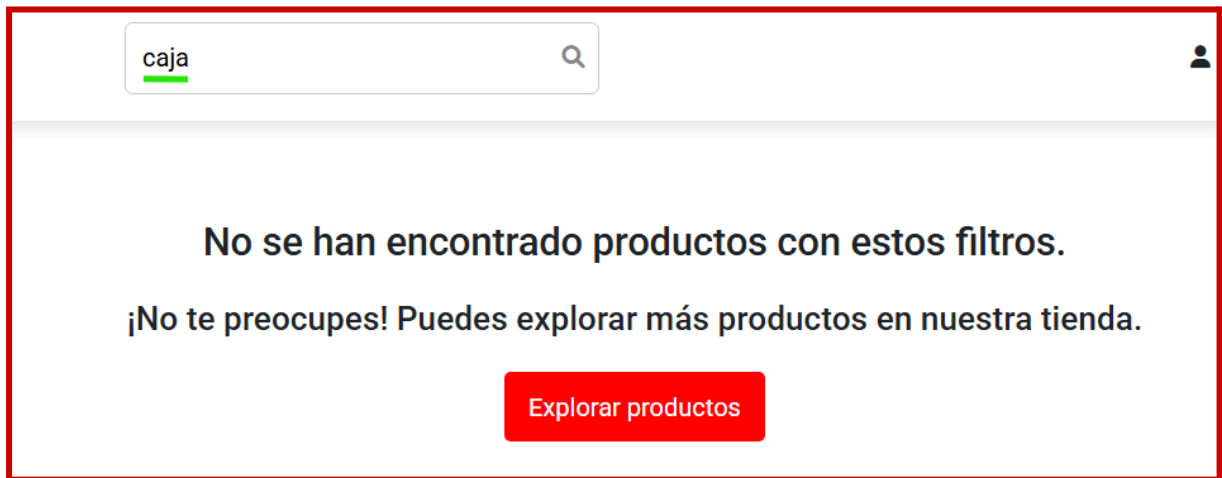 caja
No se han encontrado productos con estos filtros.
¡No te preocupes! Puedes explorar más productos en nuestra tienda.
Explorar productos